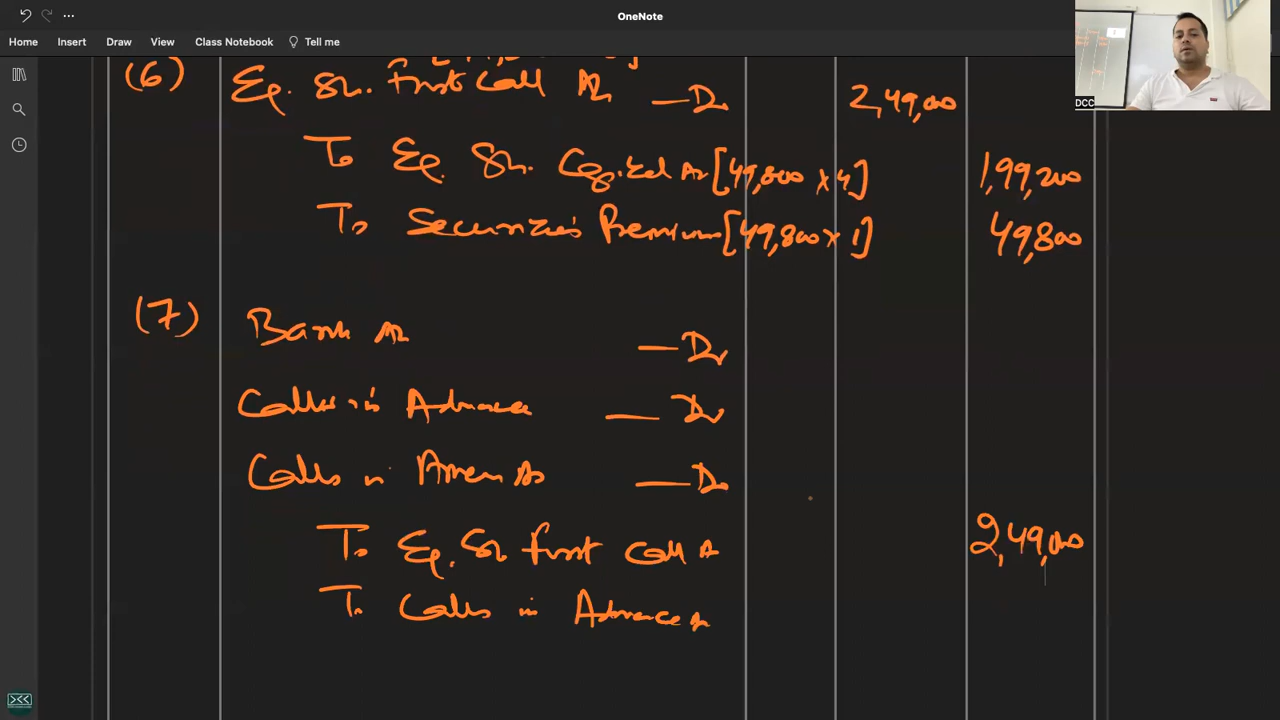 OneNote
Home Insert Draw View Class Notebook Tell me
DCC
(6) Eq. Sh. First Call A/c — Dr 2,49,000
To Eq. Sh. Capital A/c [49,800 x 4] 1,99,200
To Securities Premium [49,800 x 1] 49,800
(7) Bank A/c — Dr
Calls in Advance — Dr
Calls in Arrear A/c — Dr
To Eq. Sh First Call A/c 2,49,000
To Calls in Advance A/c